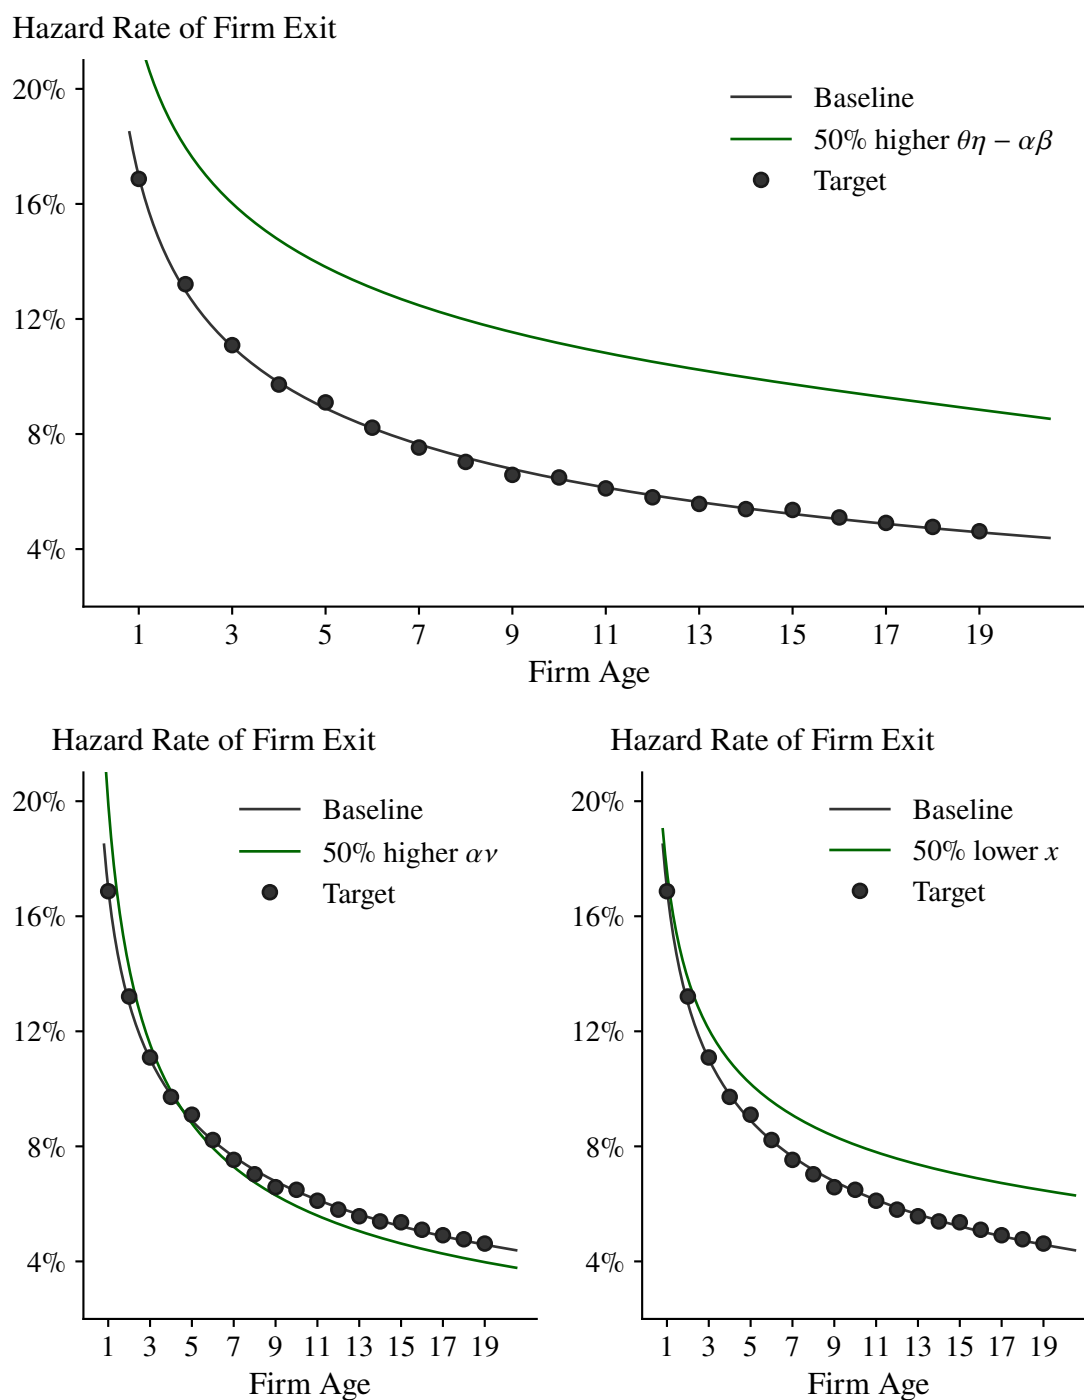 Hazard Rate of Firm Exit
20%
16%
12%
8%
4%
Baseline
50% higher θη − αβ
Target
1 3 5 7 9 11 13 15 17 19
Firm Age
Hazard Rate of Firm Exit
20%
16%
12%
8%
4%
Baseline
50% higher αν
Target
1 3 5 7 9 11 13 15 17 19
Firm Age
Hazard Rate of Firm Exit
20%
16%
12%
8%
4%
Baseline
50% lower x
Target
1 3 5 7 9 11 13 15 17 19
Firm Age